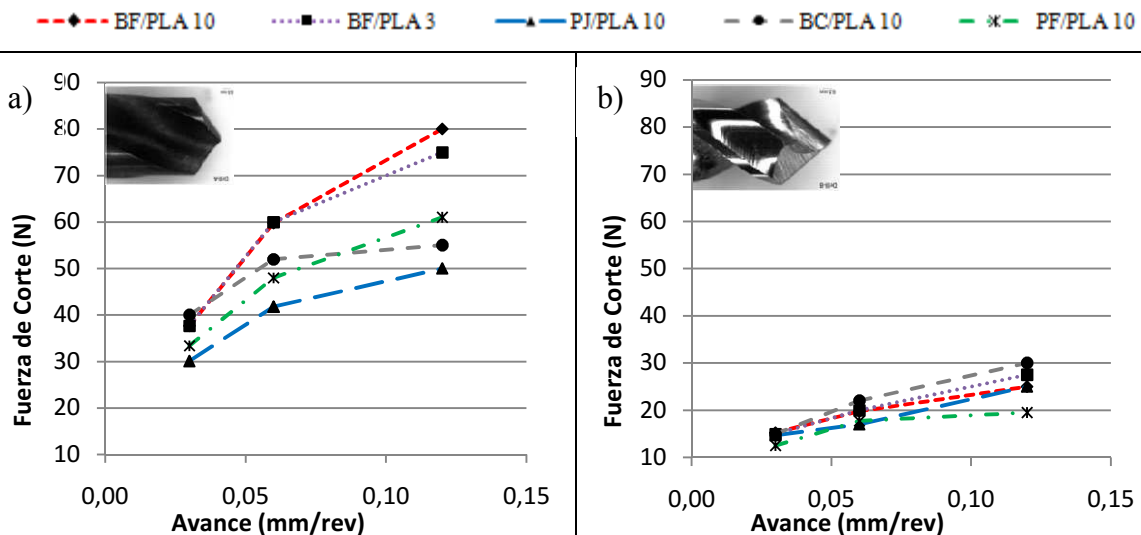 BF/PLA 10 BF/PLA 3 PJ/PLA 10 BC/PLA 10 PF/PLA 10
a)
90
80
70
60
50
40
30
20
10
Fuerza de Corte (N)
0,00 0,05 0,10 0,15
Avance (mm/rev)
b)
90
80
70
60
50
40
30
20
10
Fuerza de Corte (N)
0,00 0,05 0,10 0,15
Avance (mm/rev)
Drill-A
Drill-B